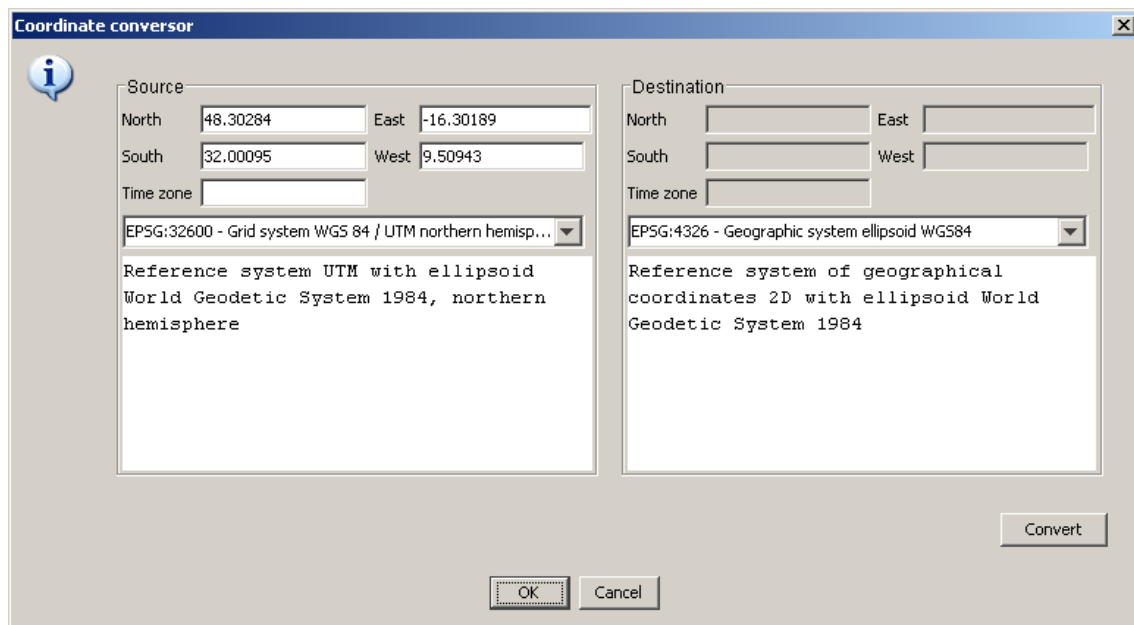 Coordinate conversor
Source
North 48.30284 East -16.30189
South 32.00095 West 9.50943
Time zone
EPSG:32600 - Grid system WGS 84 / UTM northern hemisp...
Reference system UTM with ellipsoid
World Geodetic System 1984, northern
hemisphere
Destination
North East
South West
Time zone
EPSG:4326 - Geographic system ellipsoid WGS84
Reference system of geographical
coordinates 2D with ellipsoid World
Geodetic System 1984
Convert
OK Cancel